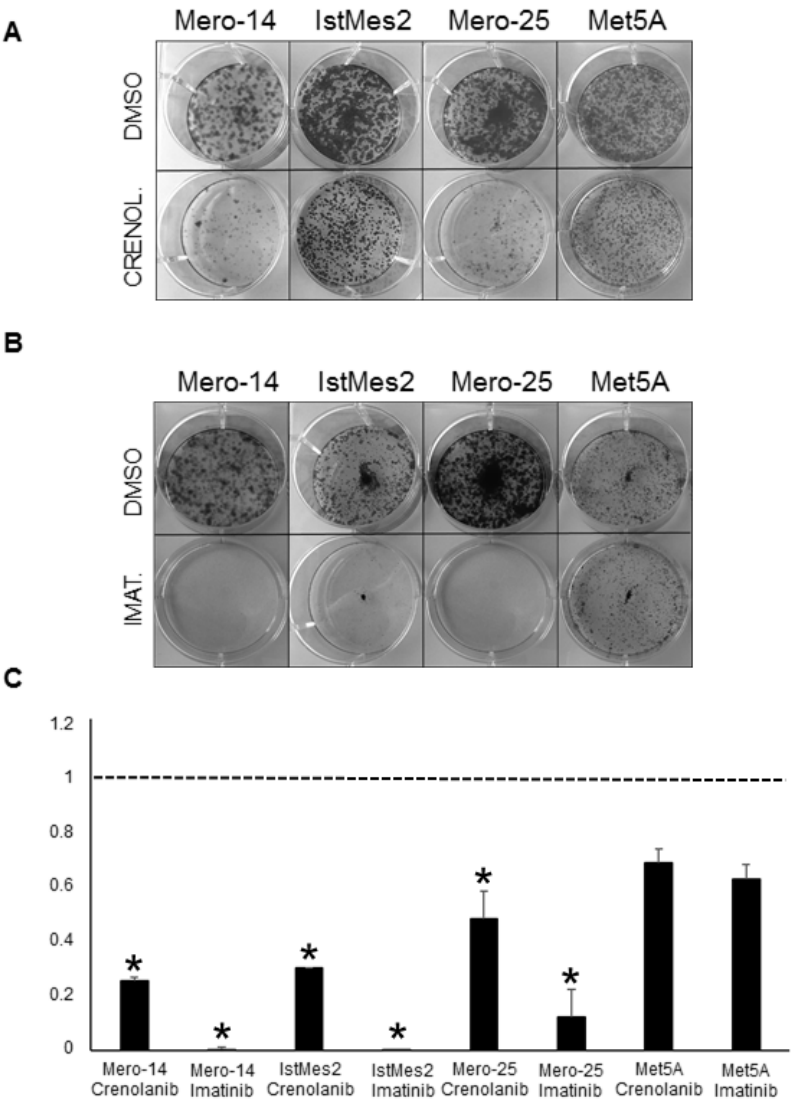 A
Mero-14 IstMes2 Mero-25 Met5A
DMSO
CRENOL.
B
Mero-14 IstMes2 Mero-25 Met5A
DMSO
IMAT.
C
1.2
1
0.8
0.6
0.4
0.2
0
* * * * * *
Mero-14 Mero-14 IstMes2 IstMes2 Mero-25 Mero-25 Met5A Met5A
Crenolanib Imatinib Crenolanib Imatinib Crenolanib Imatinib Crenolanib Imatinib